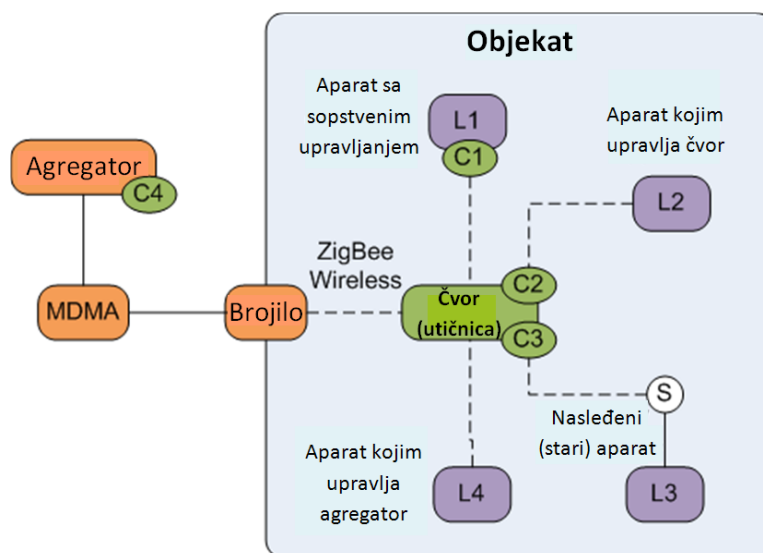 Objekat
Aparat sa
sopstvenim
upravljanjem
L1
C1
Aparat kojim
upravlja čvor
L2
Agregator
C4
ZigBee
Wireless
C2
MDMA
Brojilo
Čvor
(utičnica)
C3
S
Nasleđeni
(stari) aparat
L3
Aparat kojim
upravlja
agregator
L4